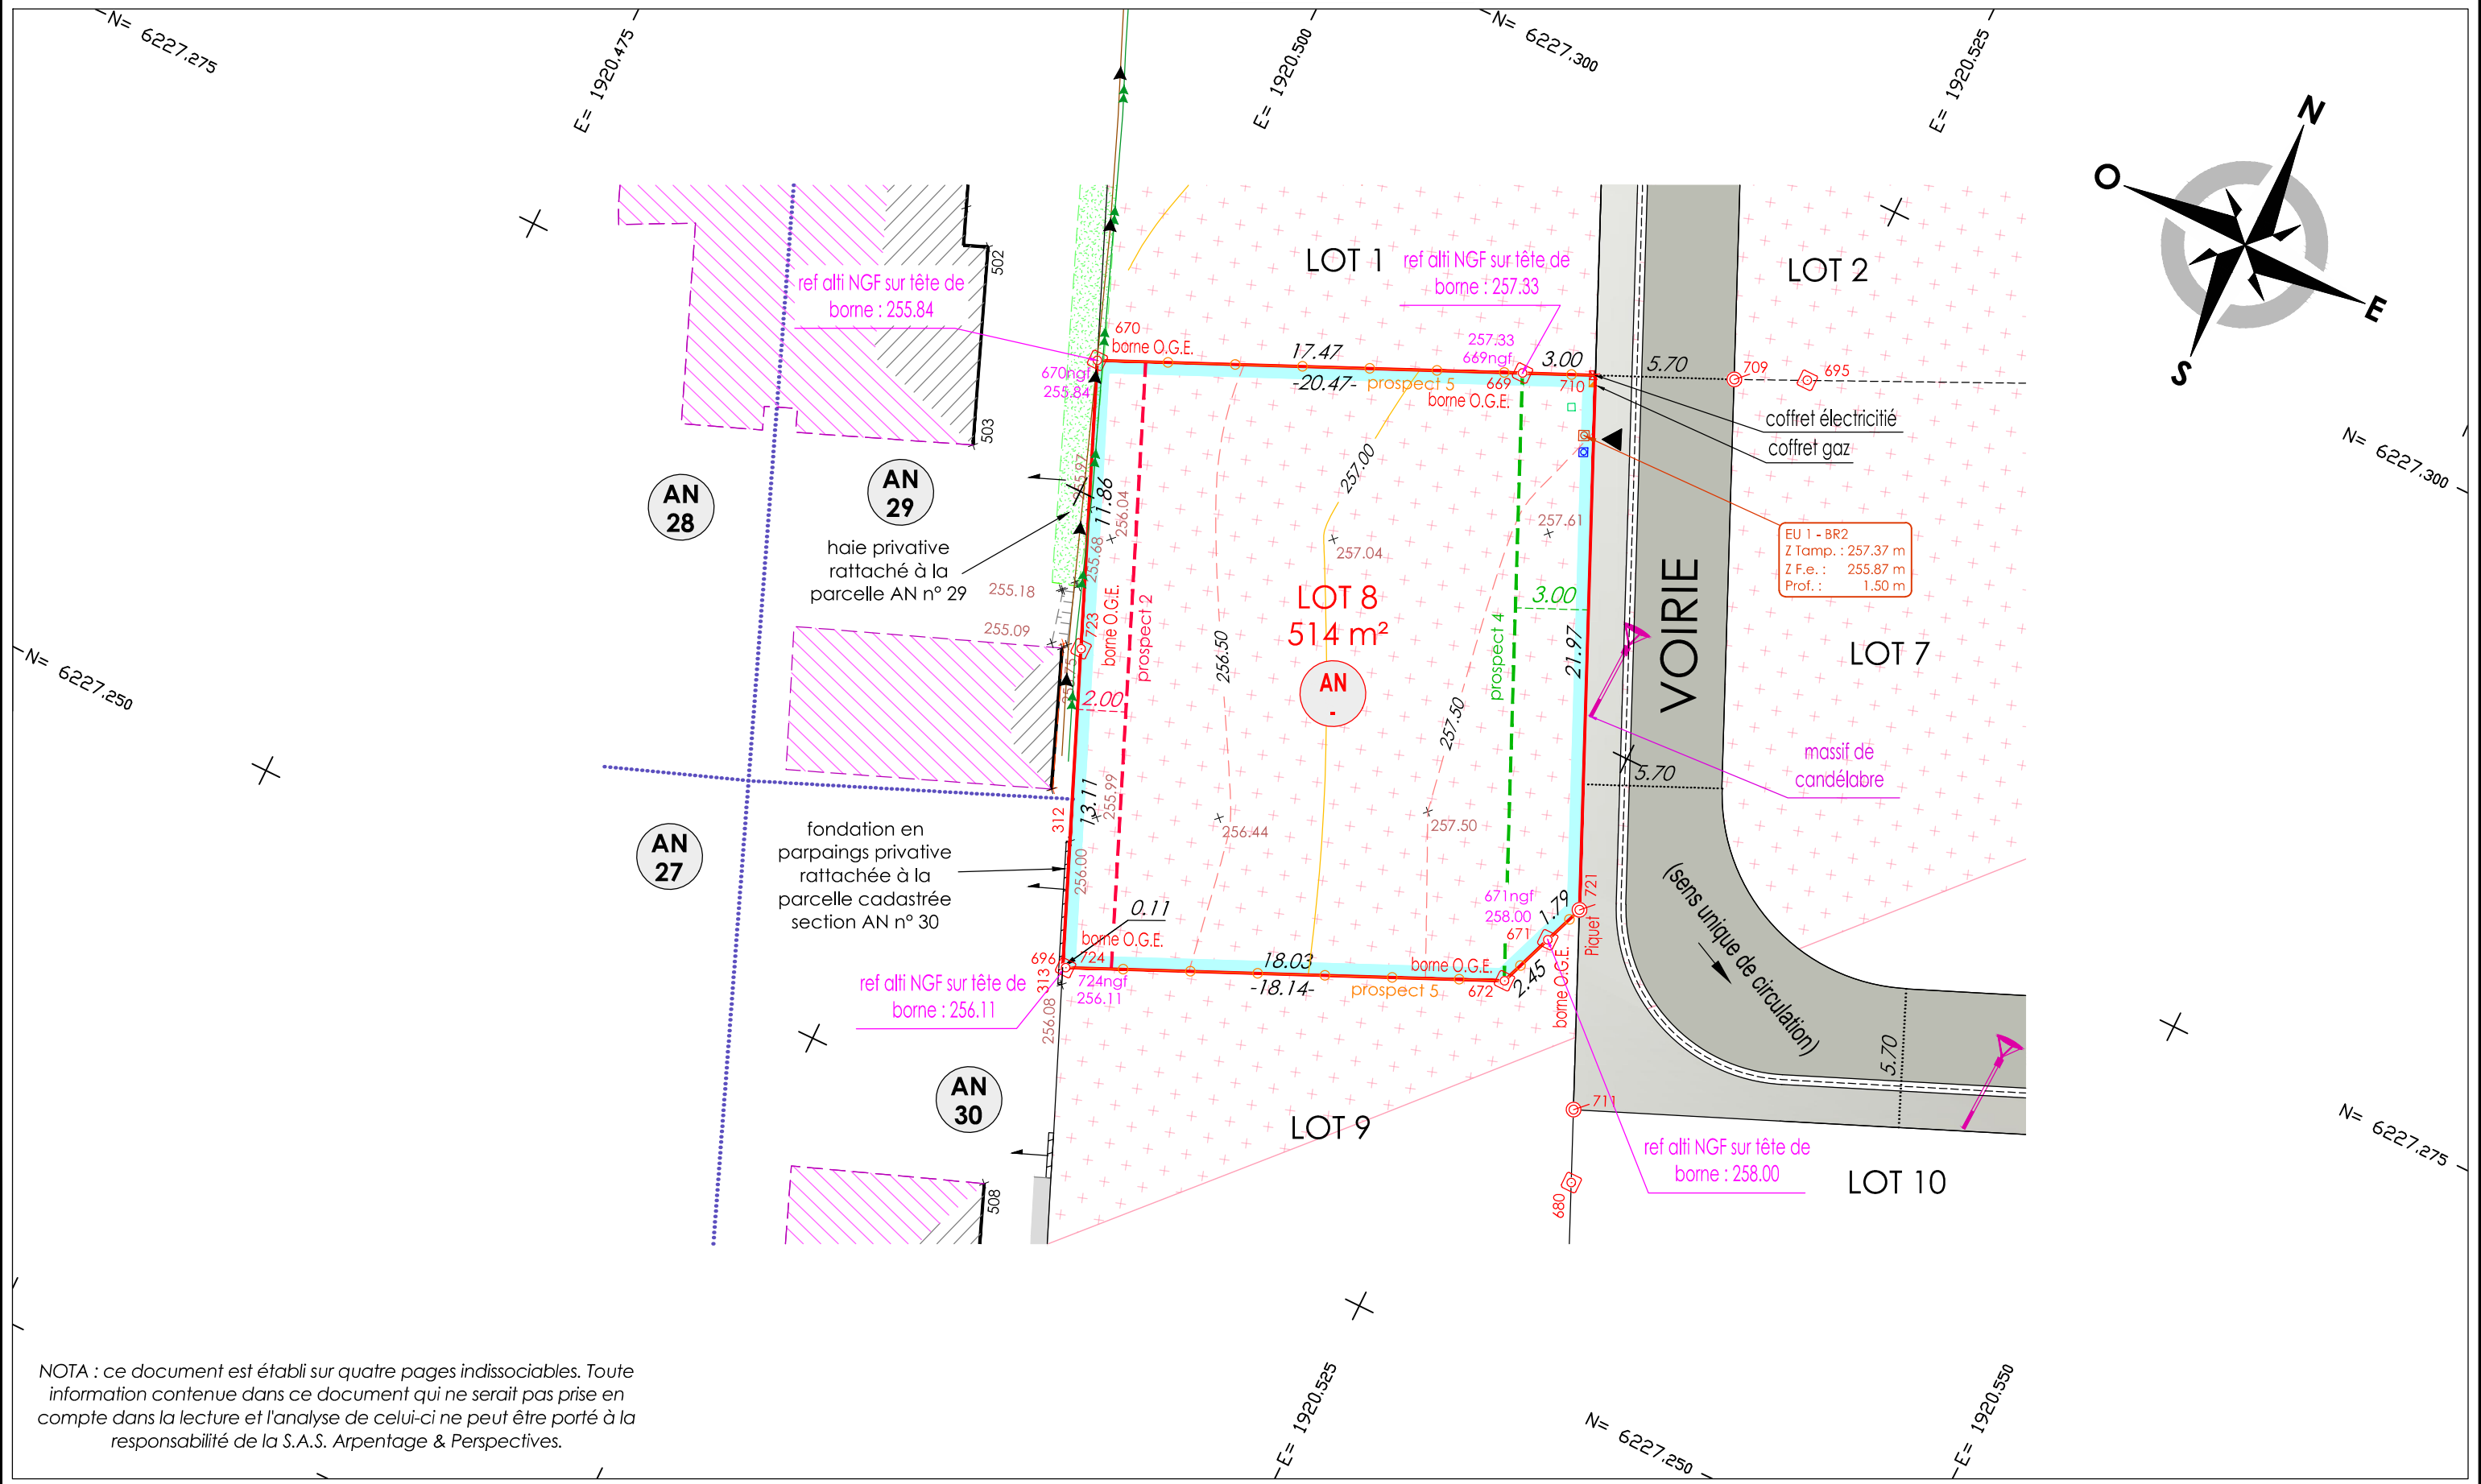 N= 6227.275
E= 1920.475
E= 1920.500
N= 6227.300
E= 1920.525
N
O
E
S
LOT 1
LOT 2
502
ref alti NGF sur tête de
borne : 255.84
ref alti NGF sur tête de
borne : 257.33
670
borne O.G.E.
17.47
257.33
669ngf
3.00
5.70
709
695
670ngf
255.84
-20.47-
prospect 5
669
710
borne O.G.E.
coffret électricitié
coffret gaz
503
N= 6227.300
AN
28
AN
29
255.97
11.86
256.04
257.00
257.61
257.04
EU 1 - BR2
Z Tamp. : 257.37 m
Z F.e. : 255.87 m
Prof. : 1.50 m
haie privative
rattaché à la
parcelle AN n° 29
255.68
255.18
255.09
723
borne O.G.E.
prospect 2
256.50
LOT 8
514 m²
AN
-
3.00
prospect 4
21.97
257.50
VOIRIE
LOT 7
N= 6227.250
2.00
massif de
candélabre
5.70
312
13.11
255.99
256.44
257.50
AN
27
fondation en
parpaings privative
rattachée à la
parcelle cadastrée
section AN n° 30
256.00
0.11
671ngf
258.00
1.79
721
Piquet
(sens unique de circulation)
borne O.G.E.
696
724
313
18.03
borne O.G.E.
671
724ngf
256.11
-18.14-
prospect 5
672
2.45
borne O.G.E.
ref alti NGF sur tête de
borne : 256.11
256.08
5.70
AN
30
711
LOT 9
ref alti NGF sur tête de
borne : 258.00
LOT 10
N= 6227.275
508
680
NOTA : ce document est établi sur quatre pages indissociables. Toute
information contenue dans ce document qui ne serait pas prise en
compte dans la lecture et l'analyse de celui-ci ne peut être porté à la
responsabilité de la S.A.S. Arpentage & Perspectives.
E= 1920.525
N= 6227.250
E= 1920.550